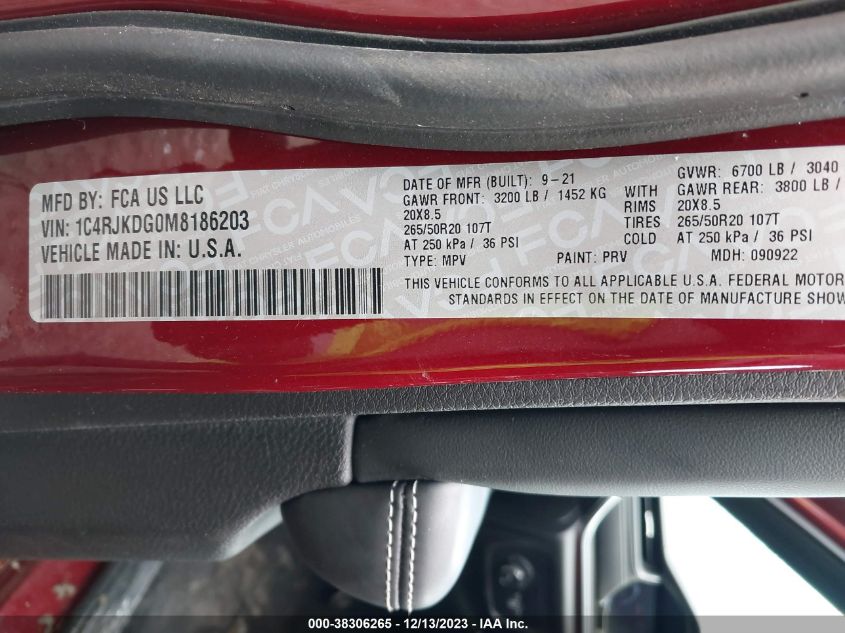 MFD BY: FCA US LLC
VIN: 1C4RJKDG0M8186203
VEHICLE MADE IN: U.S.A.
DATE OF MFR (BUILT): 9-21 GVWR: 6700 LB / 3040
GAWR FRONT: 3200 LB / 1452 KG WITH GAWR REAR: 3800 LB /
20X8.5 RIMS 20X8.5
265/50R20 107T TIRES 265/50R20 107T
AT 250 kPa / 36 PSI COLD AT 250 kPa / 36 PSI
TYPE: MPV PAINT: PRV MDH: 090922
THIS VEHICLE CONFORMS TO ALL APPLICABLE U.S.A. FEDERAL MOTOR
STANDARDS IN EFFECT ON THE DATE OF MANUFACTURE SHOW
000-38306265 - 12/13/2023 - IAAI.com.